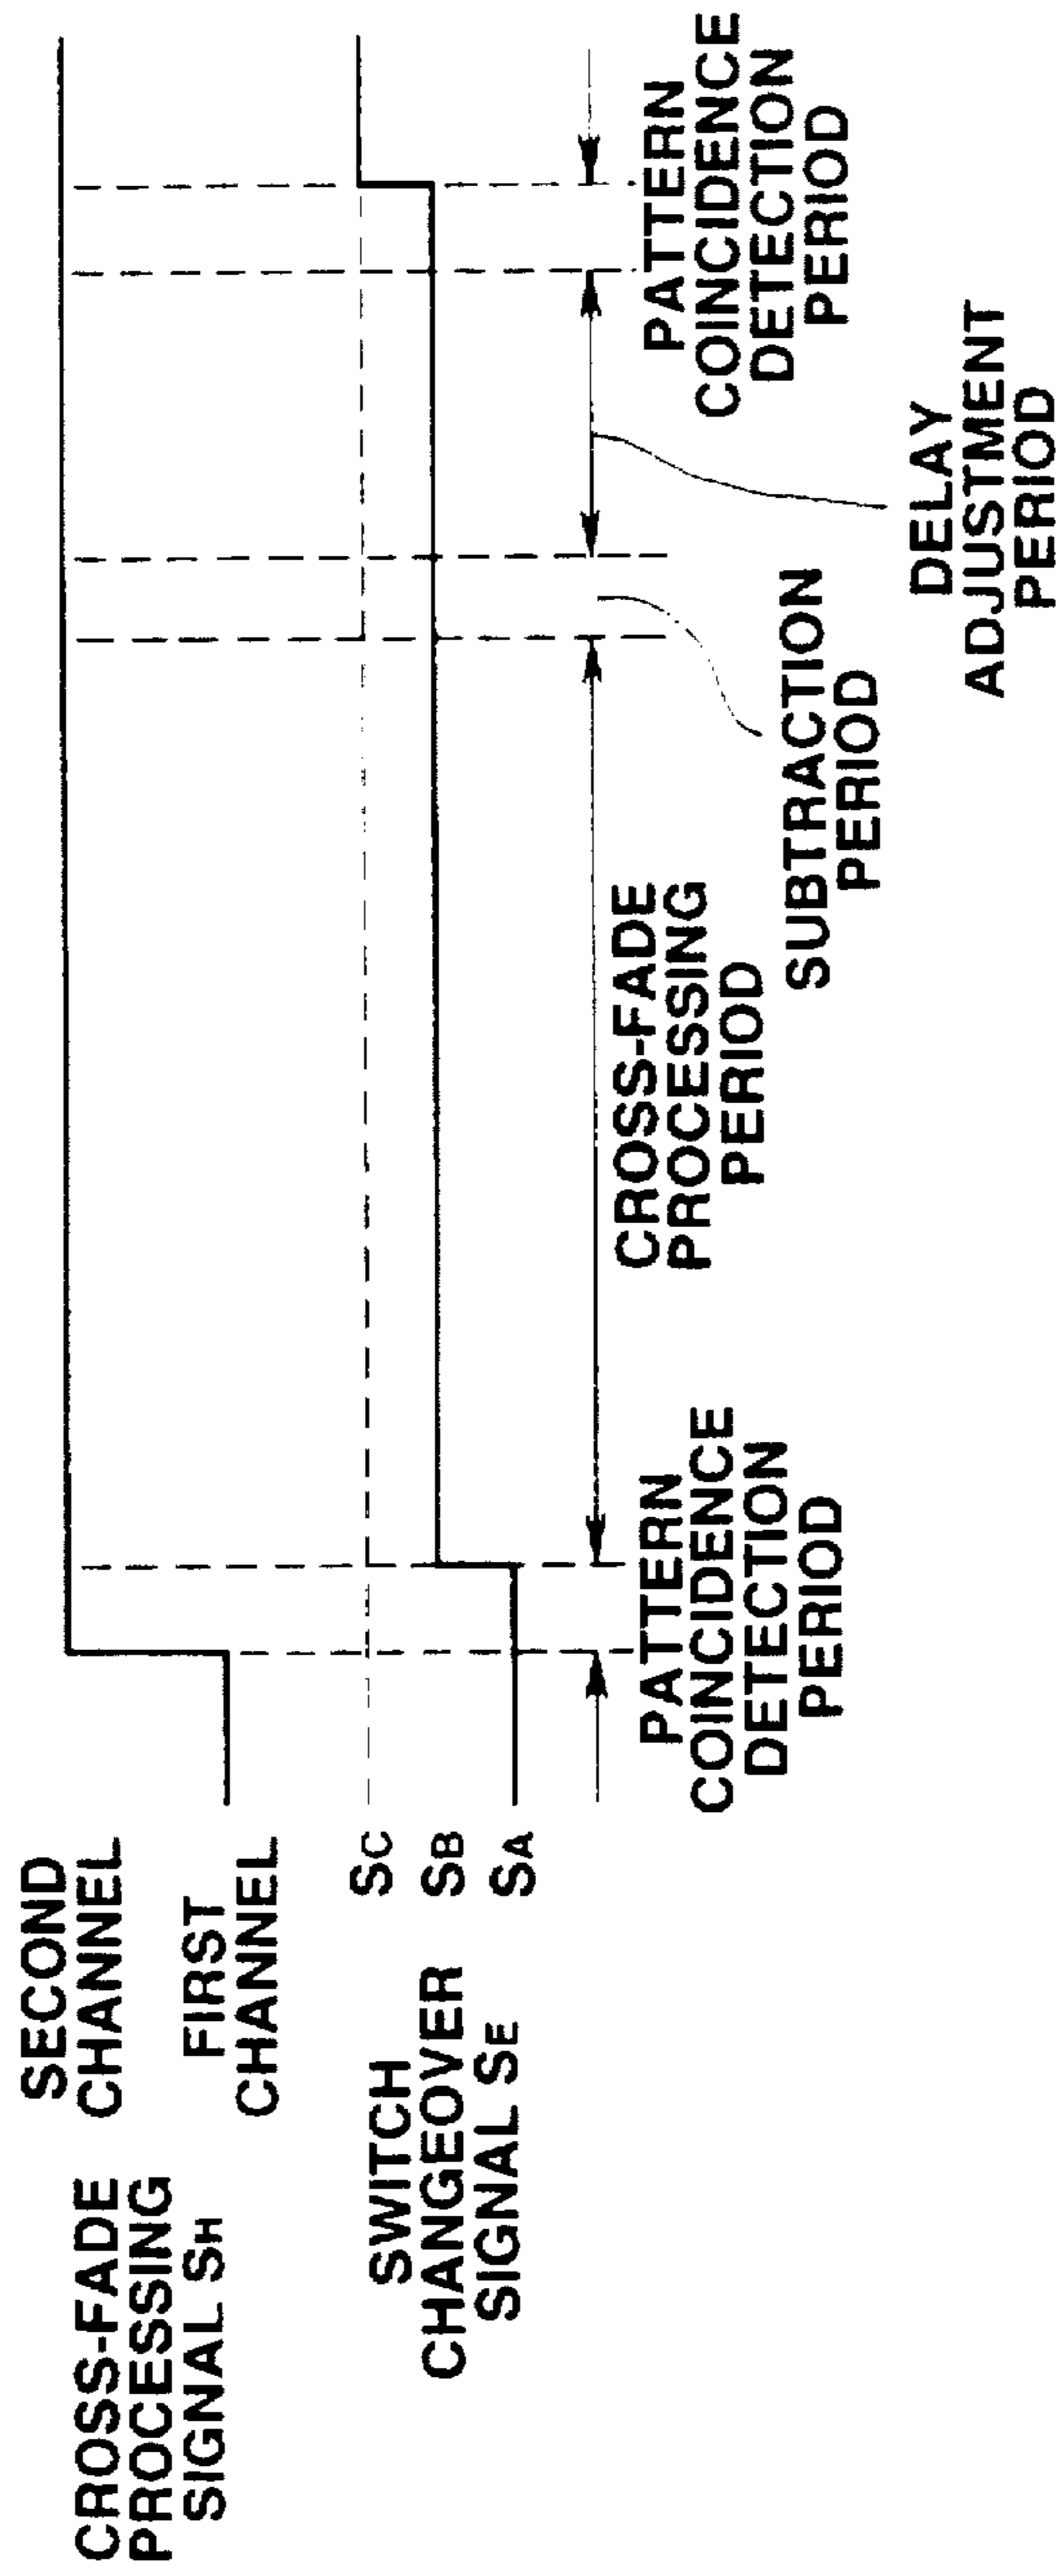 CROSS-FADE
PROCESSING
SIGNAL SH
SECOND
CHANNEL
FIRST
CHANNEL
SWITCH
CHANGEOVER
SIGNAL SE
SC
SB
SA
PATTERN
COINCIDENCE
DETECTION
PERIOD
CROSS-FADE
PROCESSING
PERIOD
SUBTRACTION
PERIOD
DELAY
ADJUSTMENT
PERIOD
PATTERN
COINCIDENCE
DETECTION
PERIOD